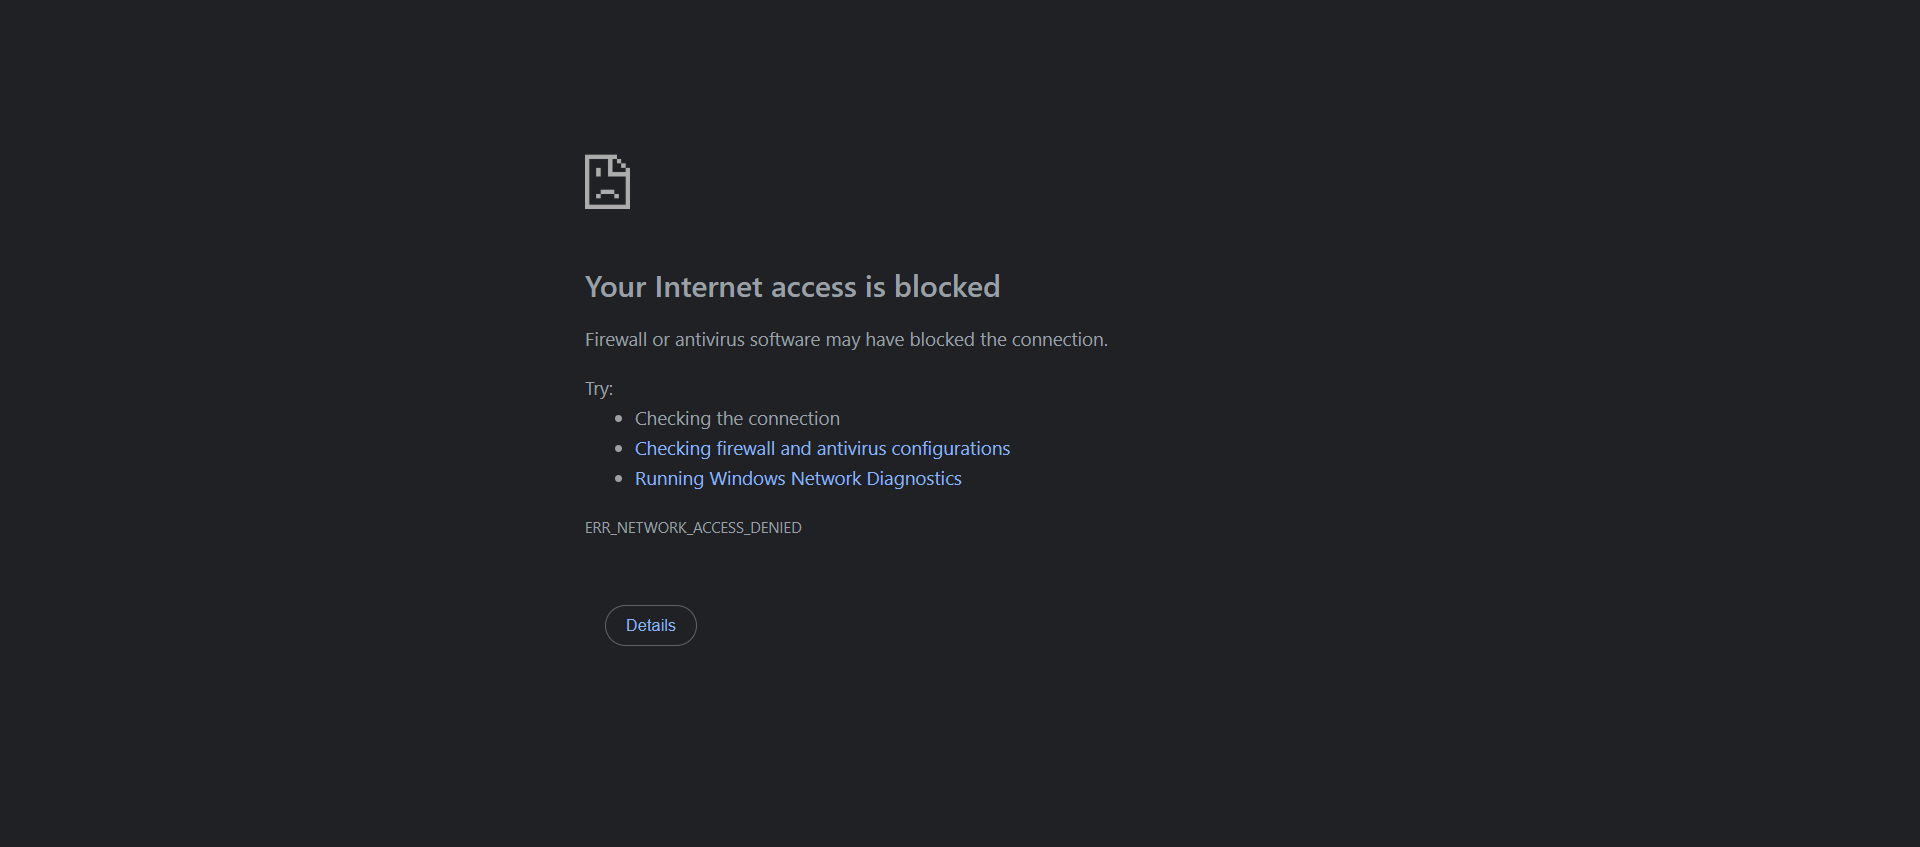 Your Internet access is blocked
Firewall or antivirus software may have blocked the connection.
Try:
Checking the connection
Checking firewall and antivirus configurations
Running Windows Network Diagnostics
ERR_NETWORK_ACCESS_DENIED
Details